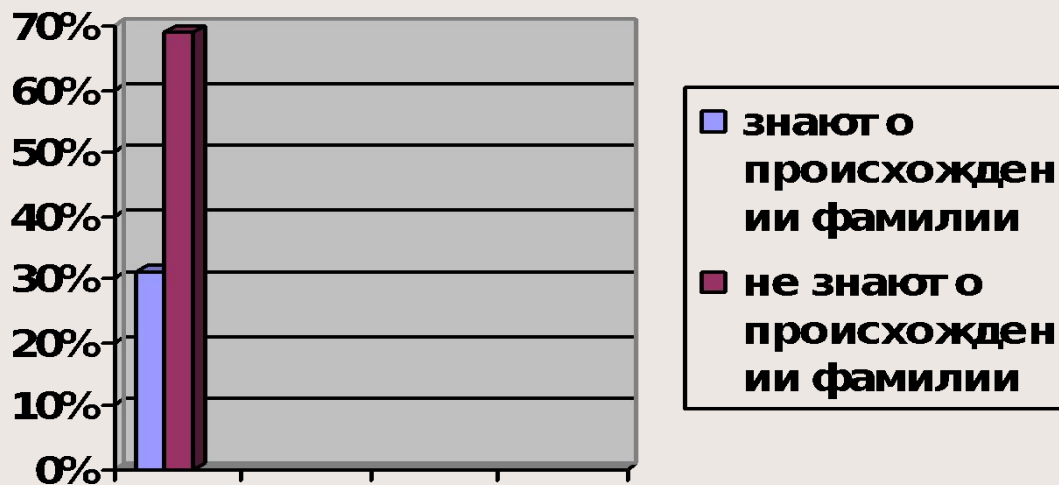 70%
60%
50%
40%
30%
20%
10%
0%
знают о
происхожден
ии фамилии
не знают о
происхожден
ии фамилии